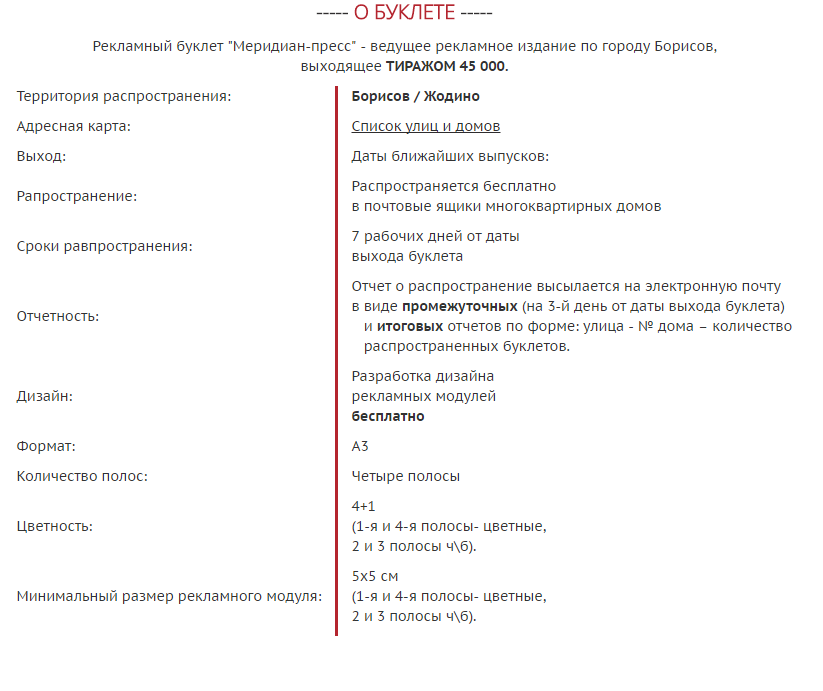 ----- О БУКЛЕТЕ -----
Рекламный буклет "Меридиан-пресс" - ведущее рекламное издание по городу Борисов,
выходящее ТИРАЖОМ 45 000.
Территория распространения:
Борисов / Жодино
Адресная карта:
Список улиц и домов
Выход:
Даты ближайших выпусков:
Рапространение:
Распространяется бесплатно
в почтовые ящики многоквартирных домов
Сроки равпространения:
7 рабочих дней от даты
выхода буклета
Отчетность:
Отчет о распространение высылается на электронную почту
в виде промежуточных (на 3-й день от даты выхода буклета)
и итоговых отчетов по форме: улица - № дома – количество
распространенных буклетов.
Дизайн:
Разработка дизайна
рекламных модулей
бесплатно
Формат:
А3
Количество полос:
Четыре полосы
Цветность:
4+1
(1-я и 4-я полосы- цветные,
2 и 3 полосы ч\б).
Минимальный размер рекламного модуля:
5х5 см
(1-я и 4-я полосы- цветные,
2 и 3 полосы ч\б).